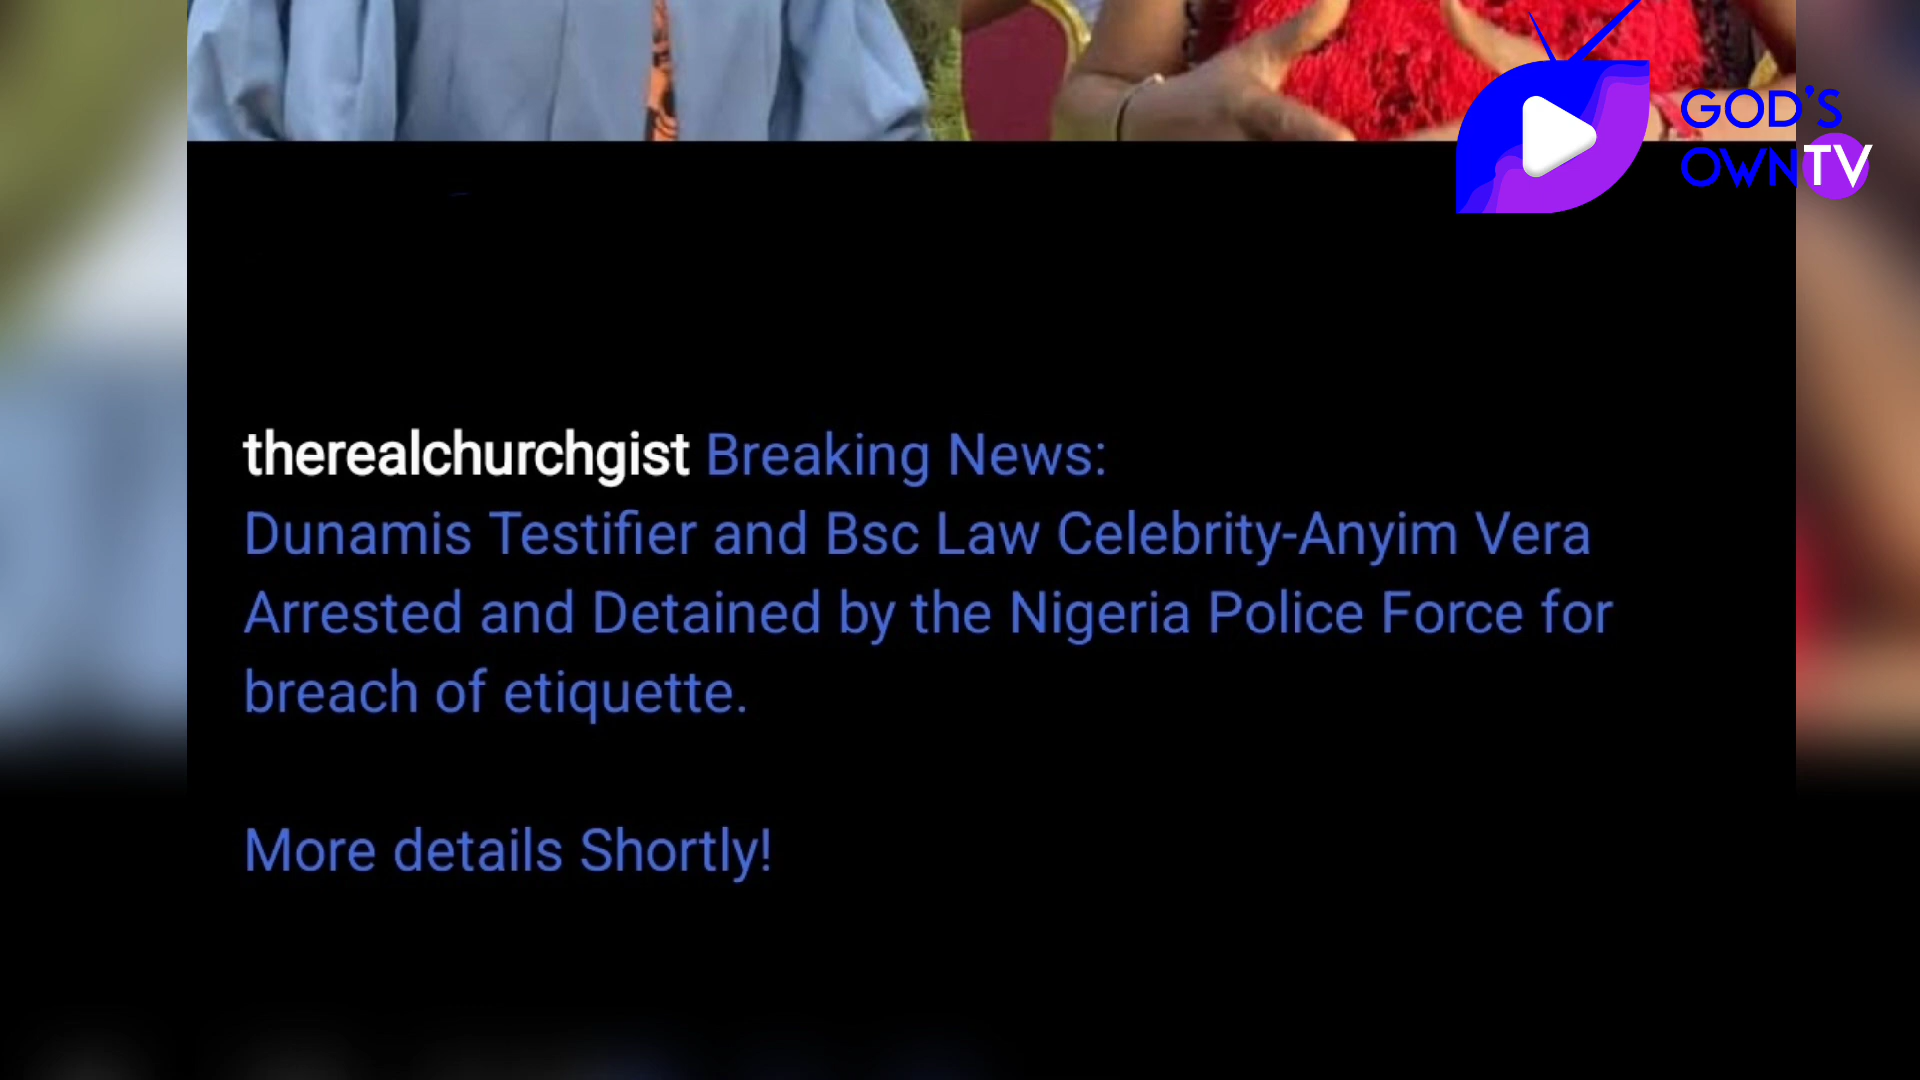 GOD'S
OWNTV
therealchurchgist Breaking News:
Dunamis Testifier and Bsc Law Celebrity-Anyim Vera
Arrested and Detained by the Nigeria Police Force for
breach of etiquette.
More details Shortly!